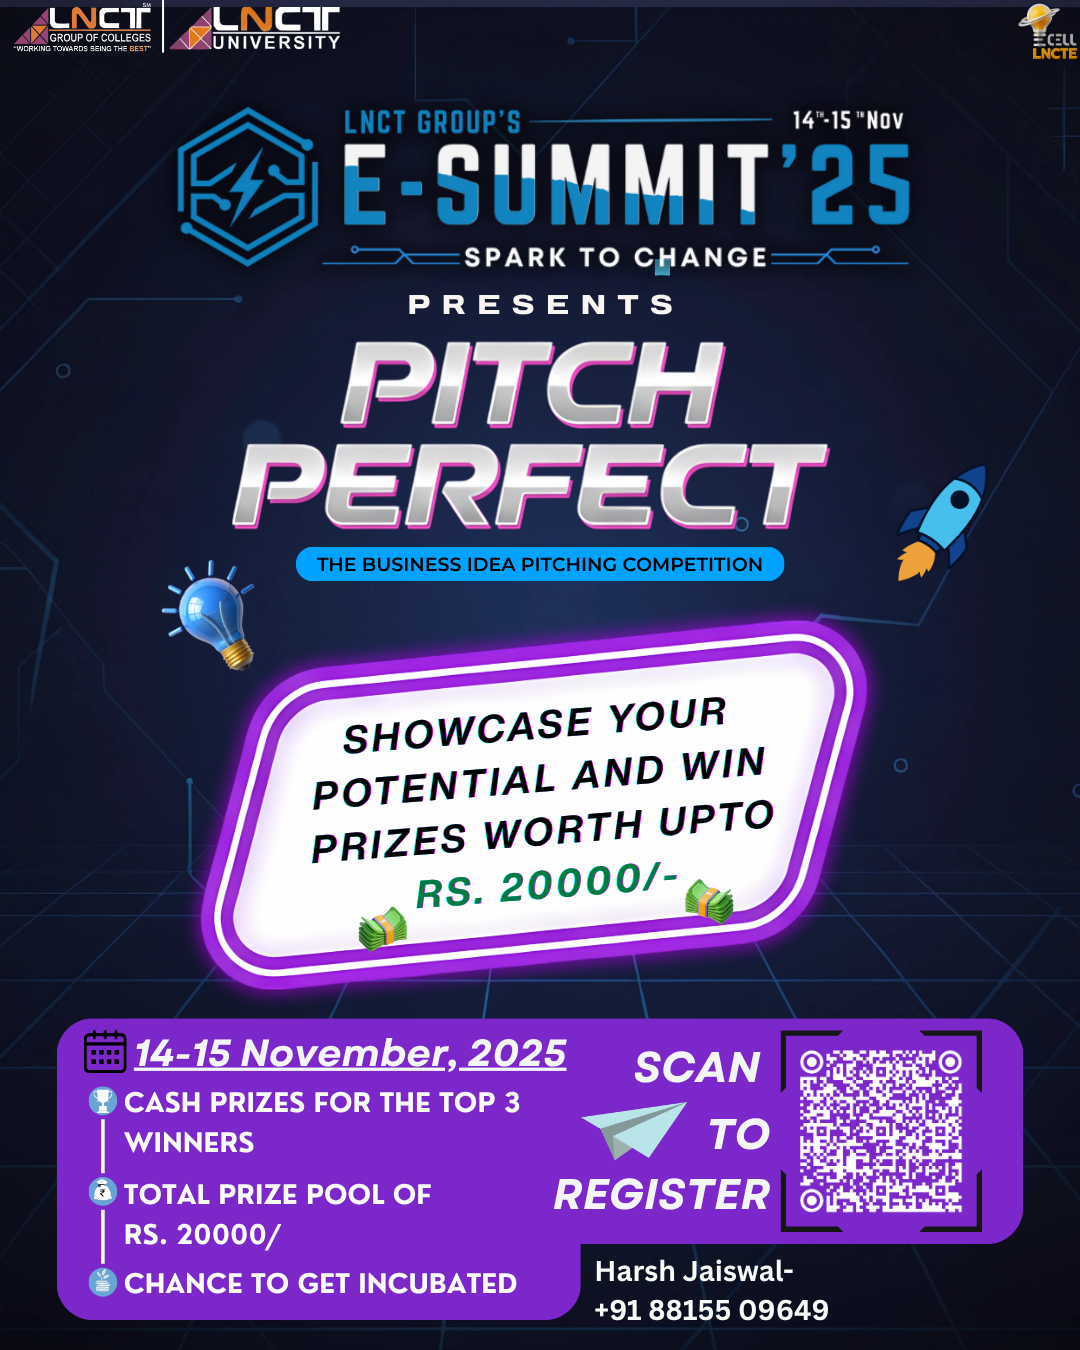 LNCT
SM
GROUP OF COLLEGES
"WORKING TOWARDS BEING THE BEST"
LNCT
UNIVERSITY
ECELL
LNCTE
LNCT GROUP'S
14TH-15TH NOV
E-SUMMIT'25
SPARK TO CHANGE
PRESENTS
PITCH
PERFECT
THE BUSINESS IDEA PITCHING COMPETITION
SHOWCASE YOUR
POTENTIAL AND WIN
PRIZES WORTH UPTO
RS. 20000/-
14-15 November, 2025
CASH PRIZES FOR THE TOP 3
WINNERS
TOTAL PRIZE POOL OF
RS. 20000/
CHANCE TO GET INCUBATED
SCAN
TO
REGISTER
Harsh Jaiswal-
+91 88155 09649